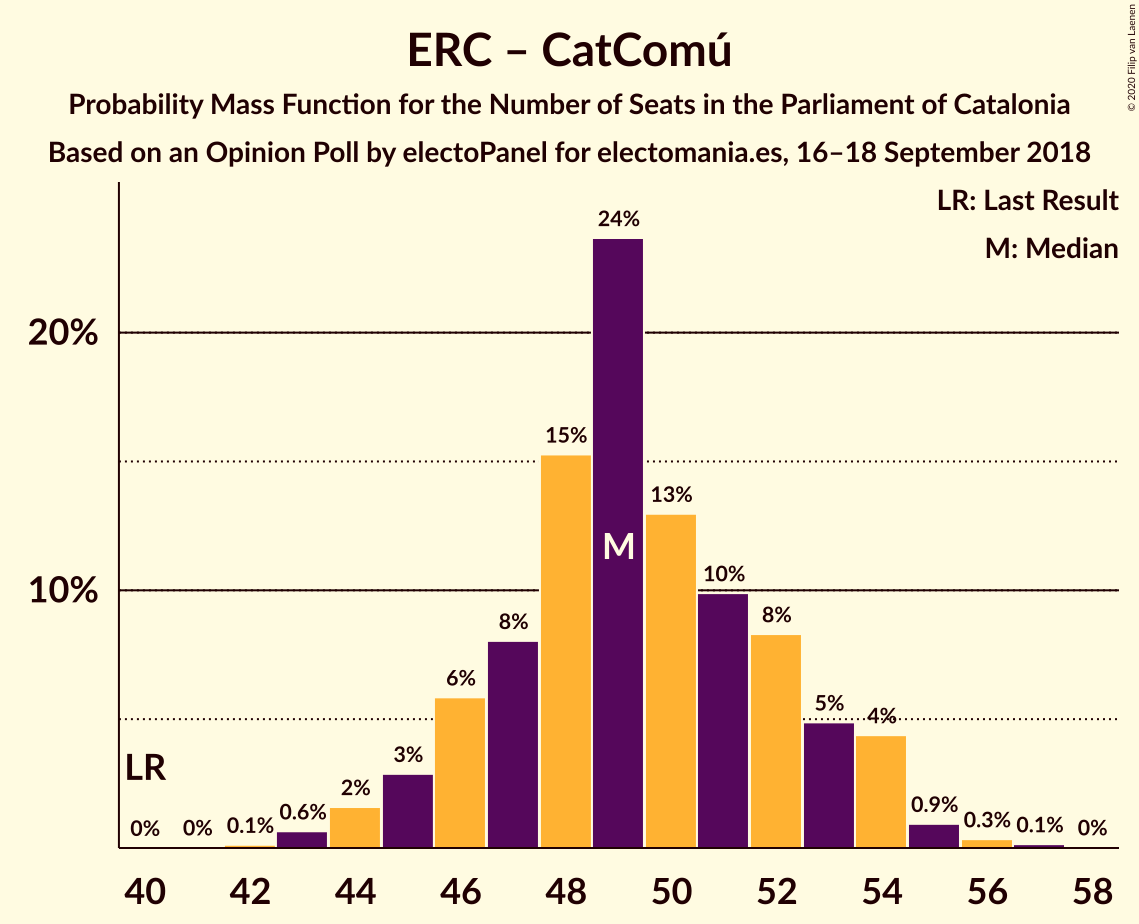 ERC – CatComú
Probability Mass Function for the Number of Seats in the Parliament of Catalonia
Based on an Opinion Poll by electoPanel for electomania.es, 16–18 September 2018
© 2020 Filip van Laenen
LR: Last Result
M: Median
24%
20%
15%
13%
M
10%
10%
8%
8%
6%
5%
4%
3%
LR
2%
0%
0%
0.1%
0.6%
0.9%
0.3%
0.1%
0%
40 42 44 46 48 50 52 54 56 58